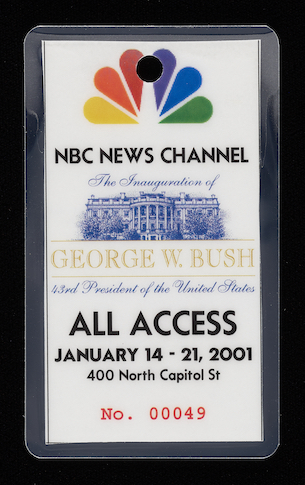 NBC NEWS CHANNEL
The Inauguration of
GEORGE W. BUSH
43rd President of the United States
ALL ACCESS
JANUARY 14 - 21, 2001
400 North Capitol St
No. 00049